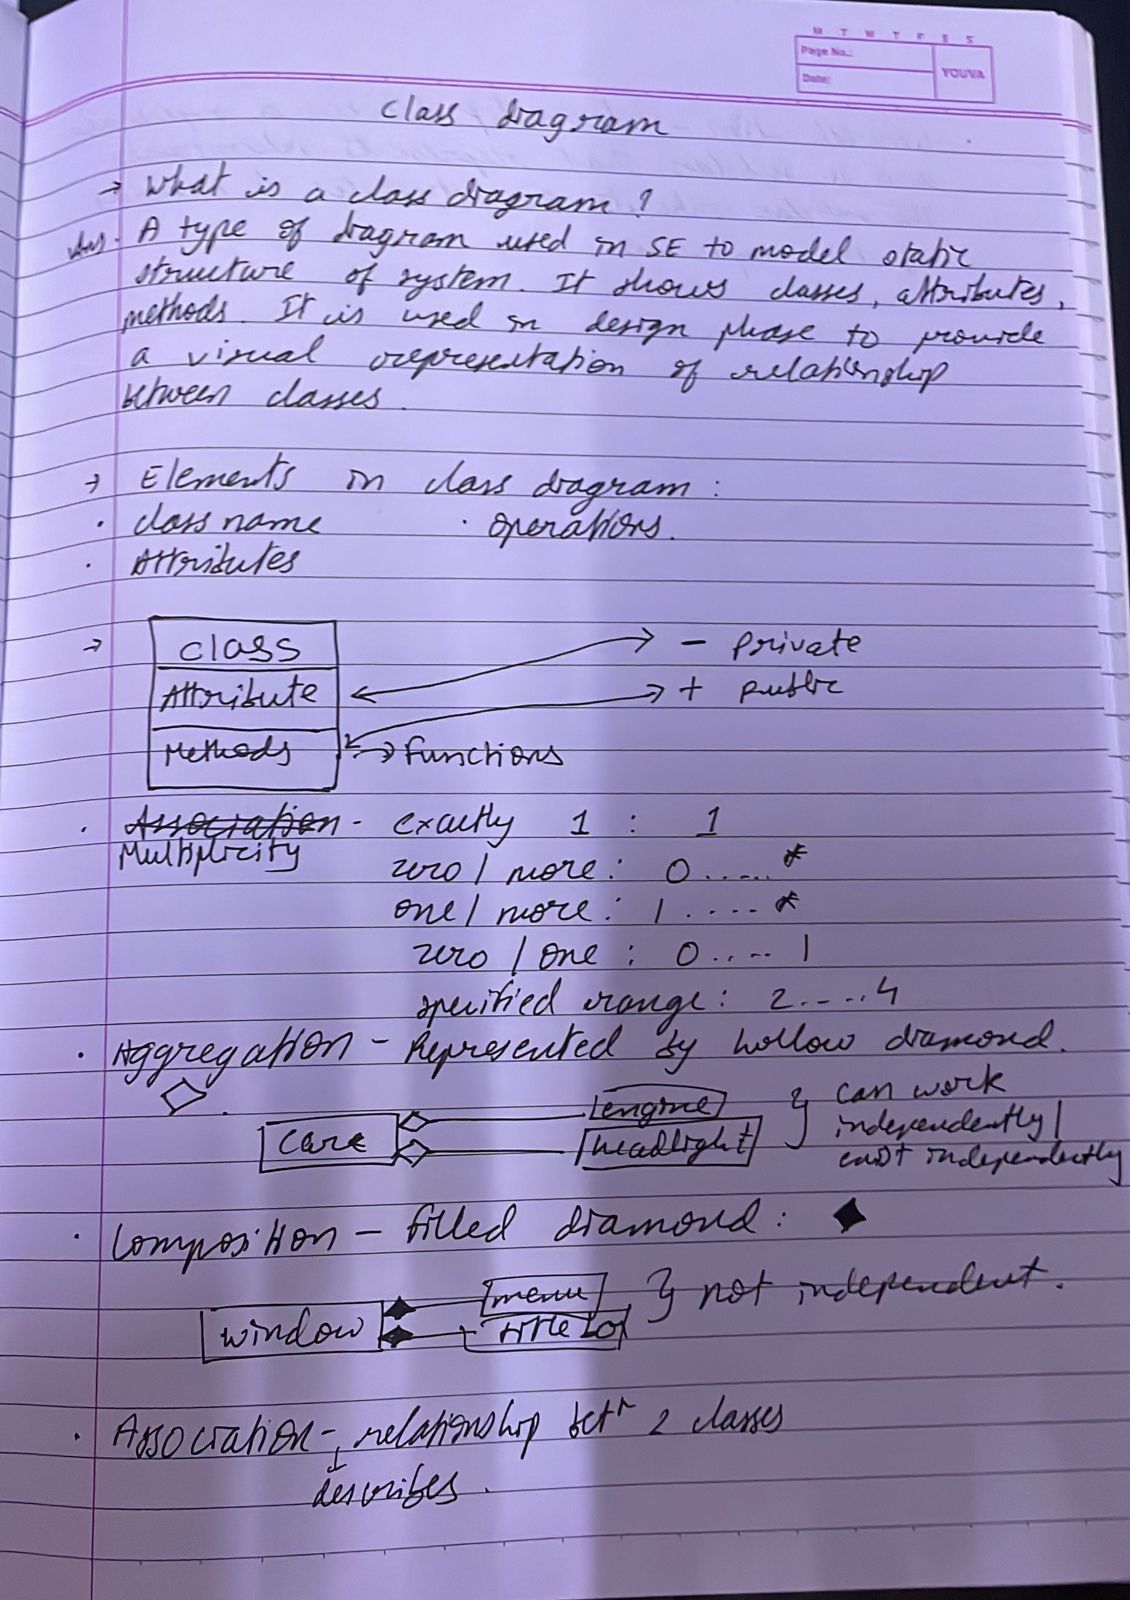 M T W T F S S
Page No.:
Date:
YOUVA
Class diagram
→ What is a class diagram?
Ans. A type of diagram used in SE to model static
structure of system. It shows classes, attributes,
methods. It is used in design phase to provide
a visual representation of relationship
between classes.
→ Elements in class diagram:
· class name · operations.
· Attributes
→ class - private
Attribute + public
Methods → functions
· Association - exactly 1 : 1
Multiplicity
zero / more : 0.....*
one / more : 1.....*
zero / one : 0.... 1
specified range : 2....4
· Aggregation - Represented by hollow diamond.
engine can work
care headlight independently /
independently
· Composition - filled diamond :
menu not independent.
window title
· Association - relationship betn 2 classes
describes.